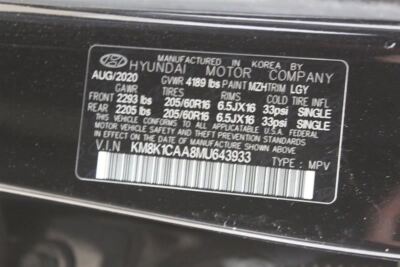 MANUFACTURED IN KOREA BY
HYUNDAI MOTOR COMPANY
AUG/2020 GVWR 4189 lbs PAINT MZH TRIM LGY
GAWR TIRES RIMS
FRONT 2293 lbs 205/60R16 6.5JX16 33psi SINGLE
REAR 2205 lbs 205/60R16 6.5JX16 33psi SINGLE
THIS VEHICLE CONFORMS TO ALL APPLICABLE
FEDERAL MOTOR VEHICLE SAFETY, BUMPER, AND
THEFT PREVENTION STANDARDS IN EFFECT ON
THE DATE OF MANUFACTURE SHOWN ABOVE.
V.I.N KM8K1CAA8MU643933
TYPE : MPV